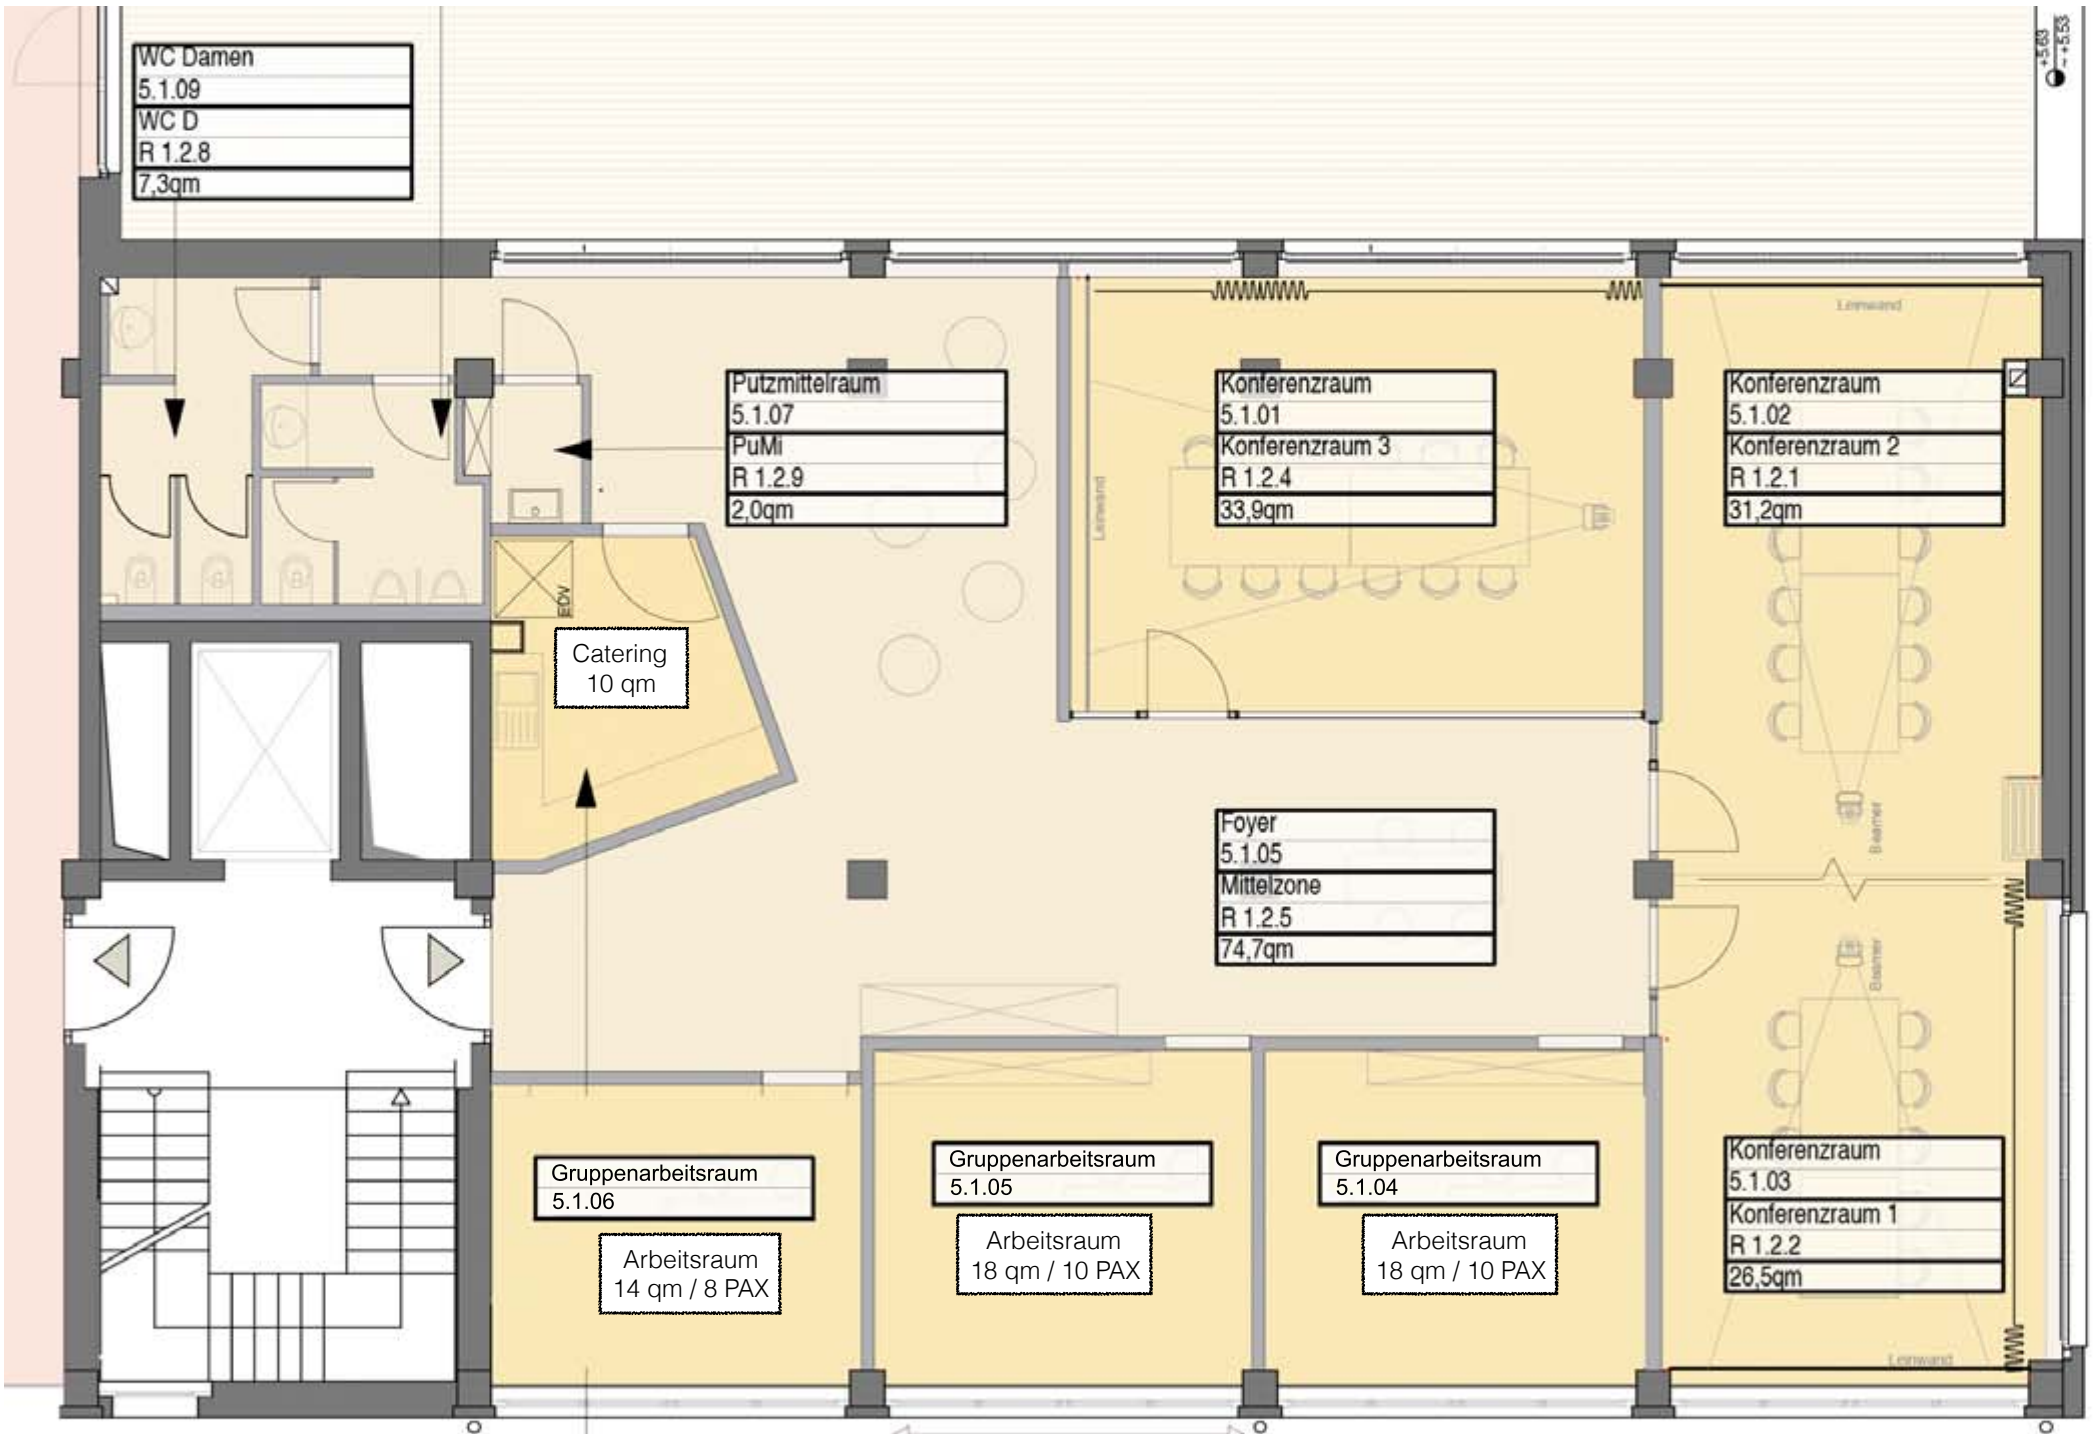 +5.63
~+5.53
WC Damen
5.1.09
WC D
R 1.2.8
7,3qm
Leinwand
Putzmittelraum
5.1.07
PuMi
R 1.2.9
2,0qm
Konferenzraum
5.1.01
Konferenzraum 3
R 1.2.4
33,9qm
Konferenzraum
5.1.02
Konferenzraum 2
R 1.2.1
31,2qm
Leinwand
EDV
Catering
10 qm
Beamer
Foyer
5.1.05
Mittelzone
R 1.2.5
74,7qm
Beamer
Gruppenarbeitsraum
5.1.06
Arbeitsraum
14 qm / 8 PAX
Gruppenarbeitsraum
5.1.05
Arbeitsraum
18 qm / 10 PAX
Gruppenarbeitsraum
5.1.04
Arbeitsraum
18 qm / 10 PAX
Konferenzraum
5.1.03
Konferenzraum 1
R 1.2.2
26,5qm
Leinwand